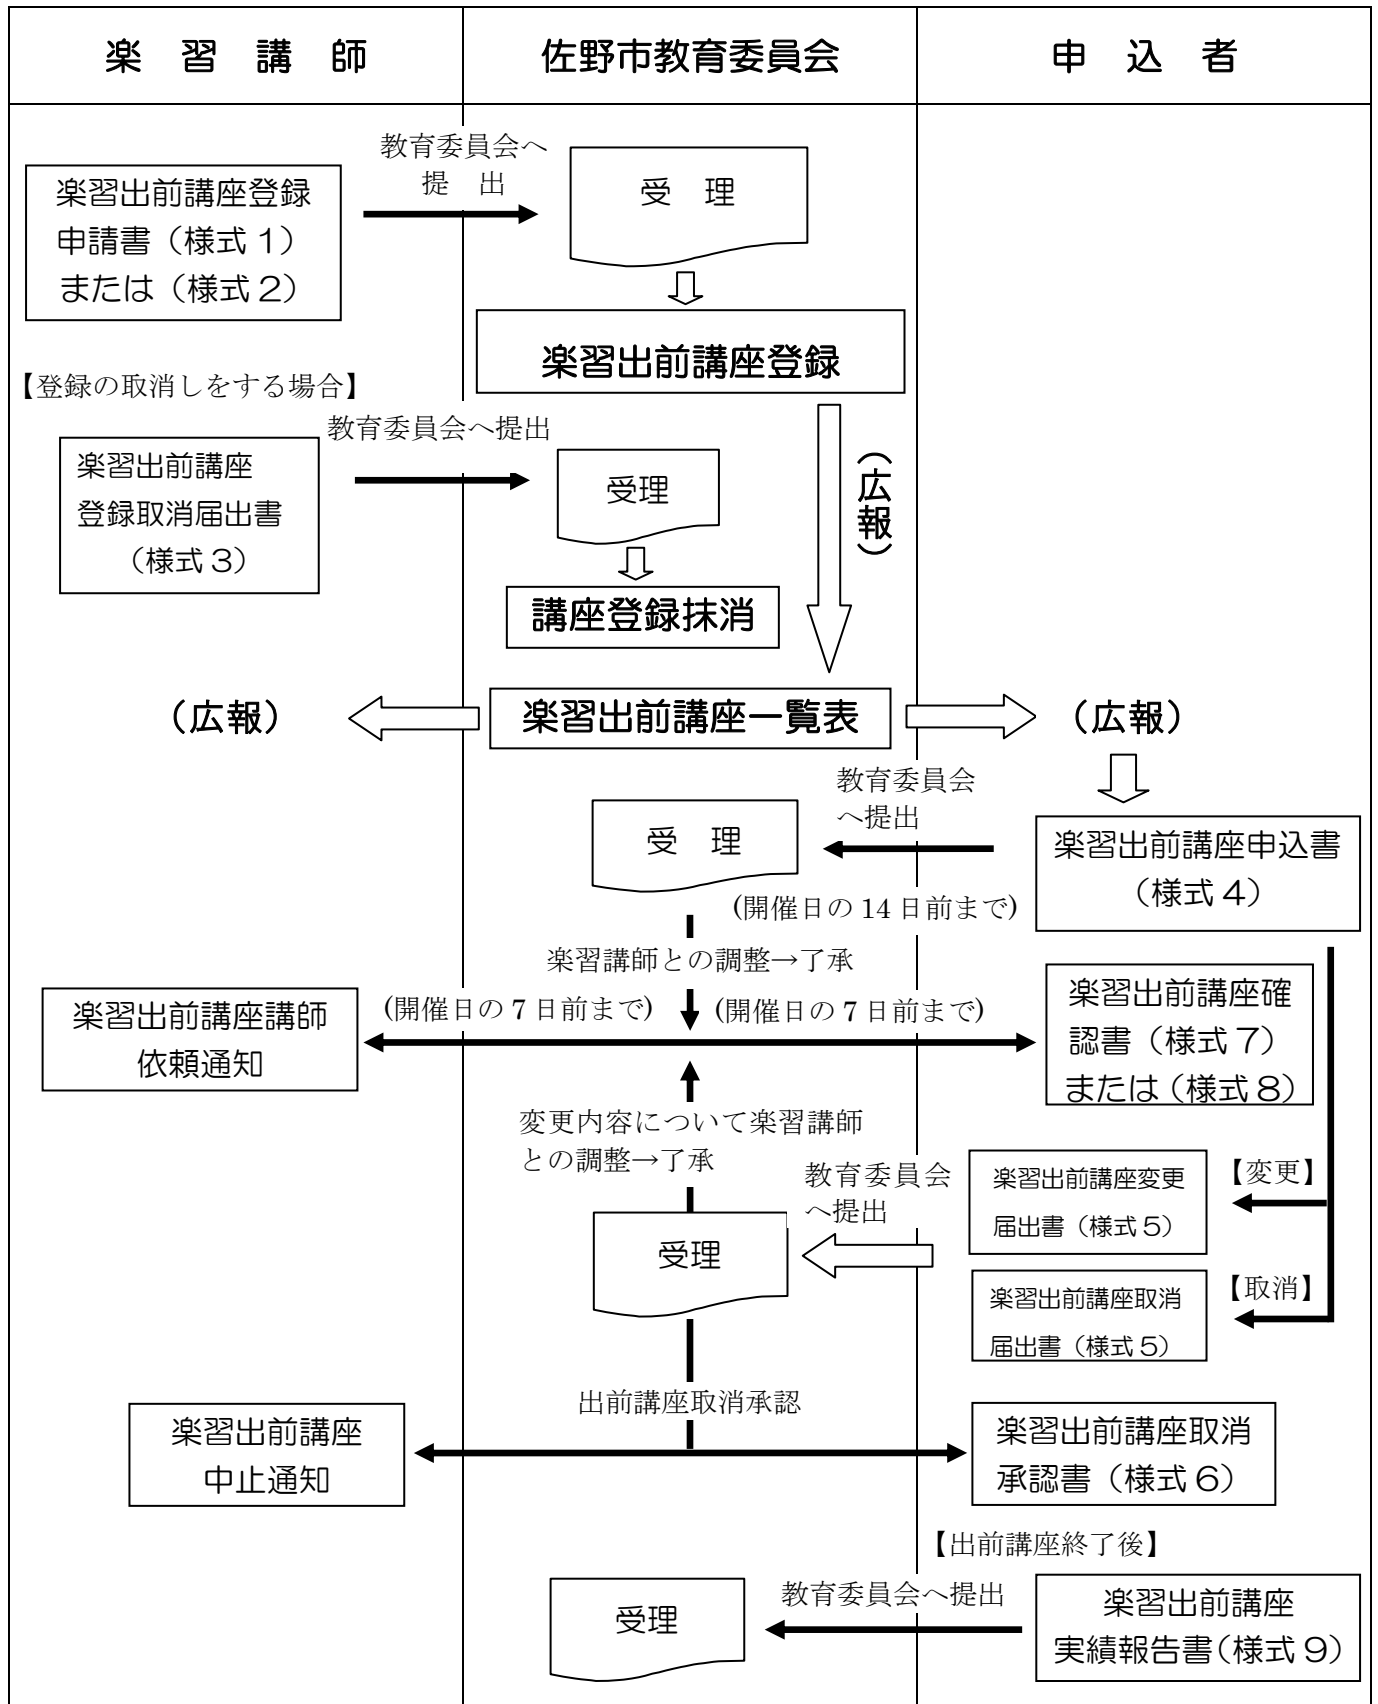 楽 習 講 師
佐野市教育委員会
申 込 者
教育委員会へ
提 出
受 理
楽習出前講座登録
申請書（様式１）
または（様式２）
楽習出前講座登録
【登録の取消しをする場合】
教育委員会へ提出
楽習出前講座
登録取消届出書
（様式３）
受理
（広報）
講座登録抹消
（広報）
楽習出前講座一覧表
（広報）
教育委員会
へ提出
受 理
楽習出前講座申込書
（様式４）
(開催日の 14 日前まで)
楽習講師との調整→了承
(開催日の 7 日前まで)
(開催日の 7 日前まで)
楽習出前講座講師
依頼通知
楽習出前講座確
認書（様式７）
または（様式８）
変更内容について楽習講師
との調整→了承
教育委員会
へ提出
楽習出前講座変更
届出書（様式５）
【変更】
受理
楽習出前講座取消
届出書（様式５）
【取消】
出前講座取消承認
楽習出前講座
中止通知
楽習出前講座取消
承認書（様式６）
【出前講座終了後】
教育委員会へ提出
受理
楽習出前講座
実績報告書（様式９）